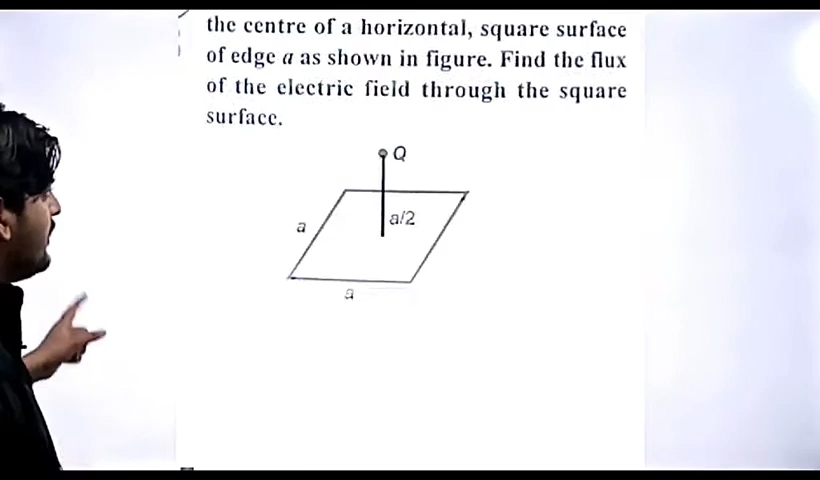 the centre of a horizontal, square surface
of edge a as shown in figure. Find the flux
of the electric field through the square
surface.
Q
a/2
a
a